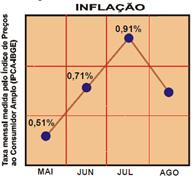 INFLAÇÃO
Taxa mensal medida pelo Índice de Preços
ao Consumidor Amplo (IPCA-IBGE)
0,91%
0,71%
0,51%
MAI JUN JUL AGO